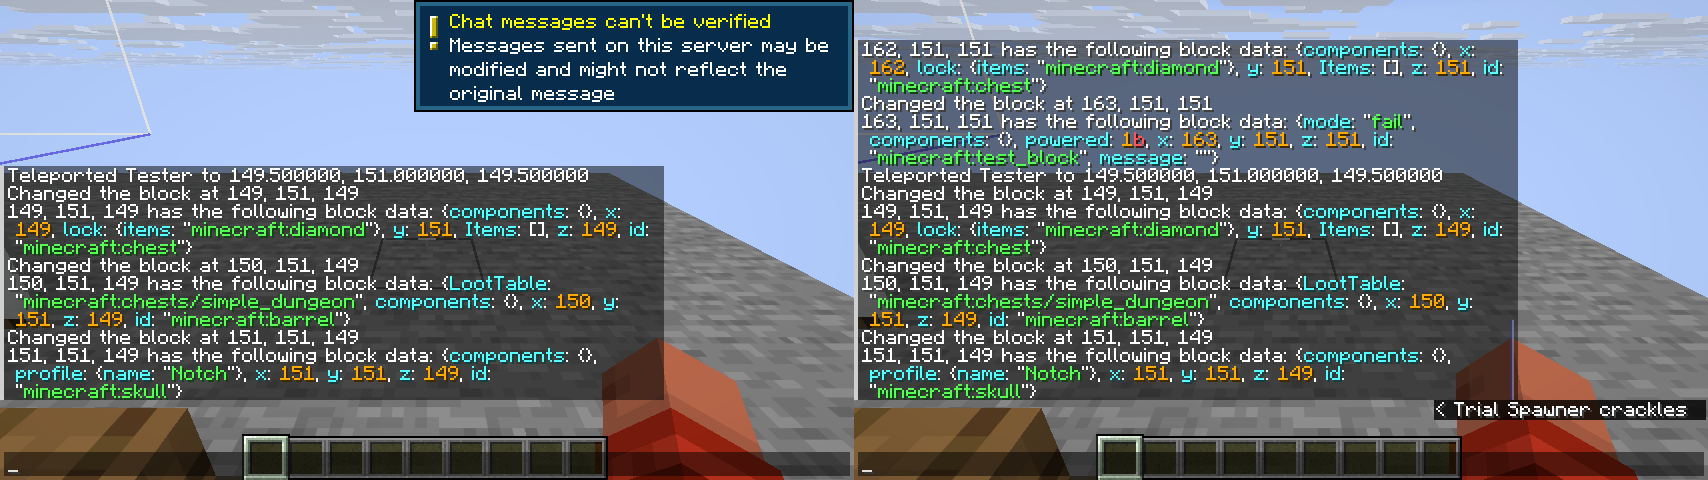 Chat messages can't be verified
Messages sent on this server may be
modified and might not reflect the
original message
Teleported Tester to 149.500000, 151.000000, 149.500000
Changed the block at 149, 151, 149
149, 151, 149 has the following block data: {components: {}, x:
149, lock: {items: "minecraft:diamond"}, y: 151, Items: [], z: 149, id:
"minecraft:chest"}
Changed the block at 150, 151, 149
150, 151, 149 has the following block data: {LootTable:
"minecraft:chests/simple_dungeon", components: {}, x: 150, y:
151, z: 149, id: "minecraft:barrel"}
Changed the block at 151, 151, 149
151, 151, 149 has the following block data: {components: {},
profile: {name: "Notch"}, x: 151, y: 151, z: 149, id:
"minecraft:skull"}
_
162, 151, 151 has the following block data: {components: {}, x:
162, lock: {items: "minecraft:diamond"}, y: 151, Items: [], z: 151, id:
"minecraft:chest"}
Changed the block at 163, 151, 151
163, 151, 151 has the following block data: {mode: "fail",
components: {}, powered: 1b, x: 163, y: 151, z: 151, id:
"minecraft:test_block", message: ""}
Teleported Tester to 149.500000, 151.000000, 149.500000
Changed the block at 149, 151, 149
149, 151, 149 has the following block data: {components: {}, x:
149, lock: {items: "minecraft:diamond"}, y: 151, Items: [], z: 149, id:
"minecraft:chest"}
Changed the block at 150, 151, 149
150, 151, 149 has the following block data: {LootTable:
"minecraft:chests/simple_dungeon", components: {}, x: 150, y:
151, z: 149, id: "minecraft:barrel"}
Changed the block at 151, 151, 149
151, 151, 149 has the following block data: {components: {},
profile: {name: "Notch"}, x: 151, y: 151, z: 149, id:
"minecraft:skull"}
< Trial Spawner crackles
_